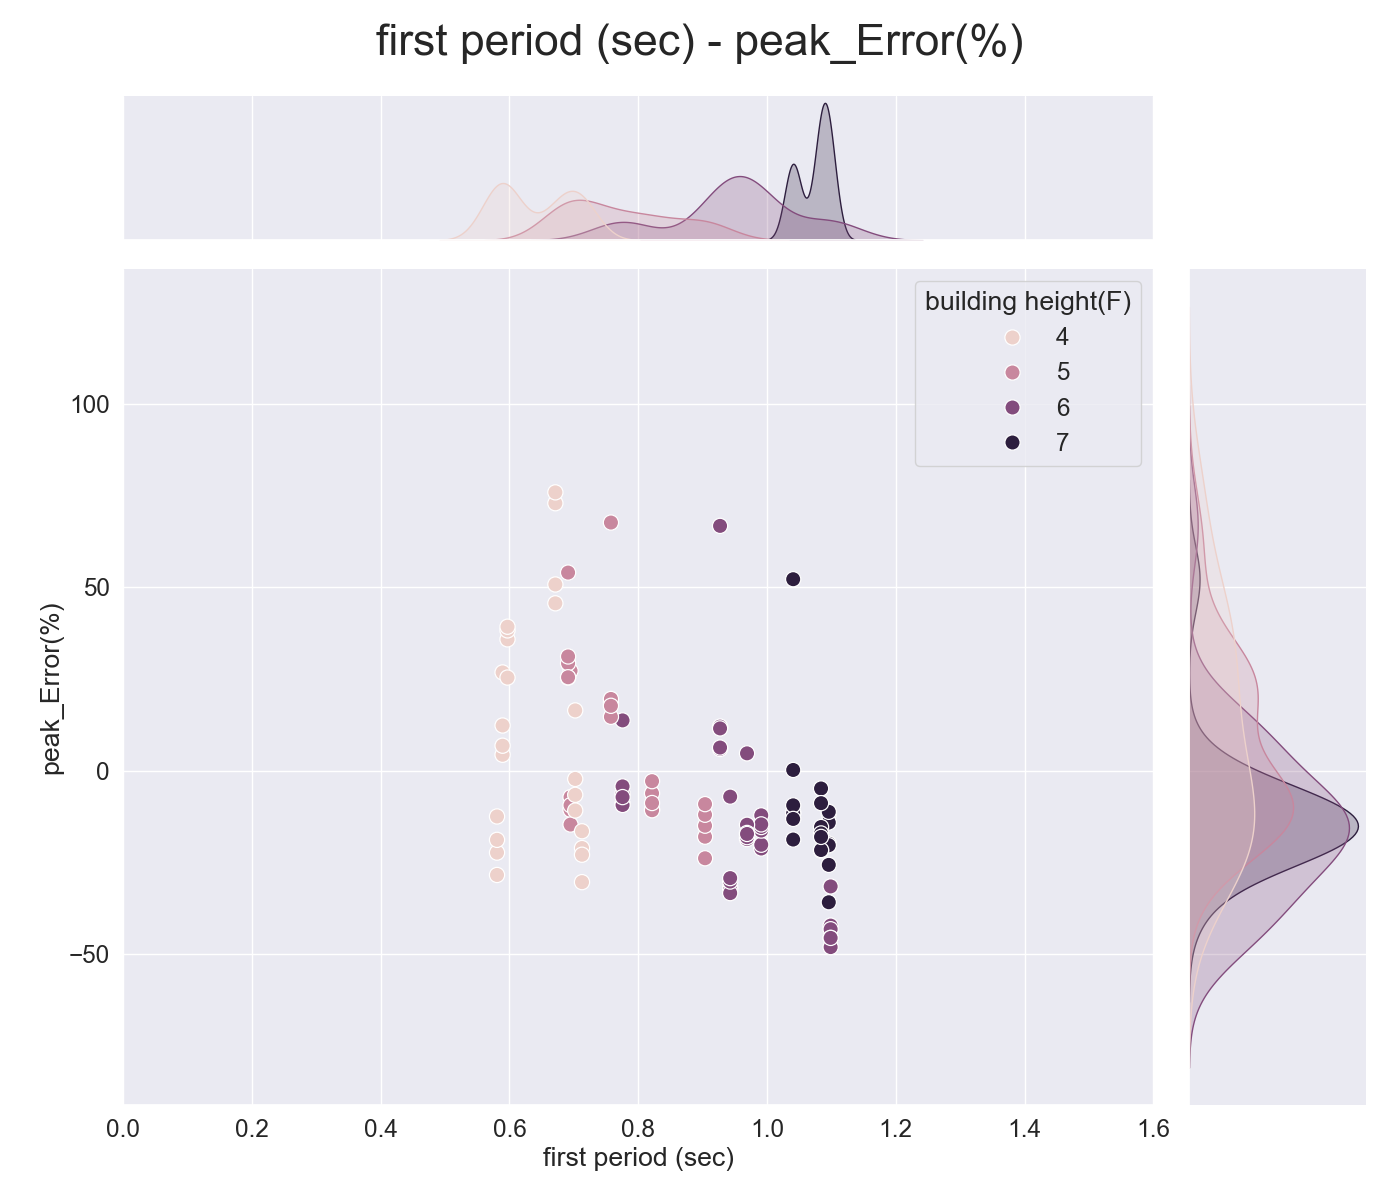 first period (sec) - peak_Error(%)
building height(F)
4
5
6
7
100
50
0
−50
peak_Error(%)
0.0 0.2 0.4 0.6 0.8 1.0 1.2 1.4 1.6
first period (sec)